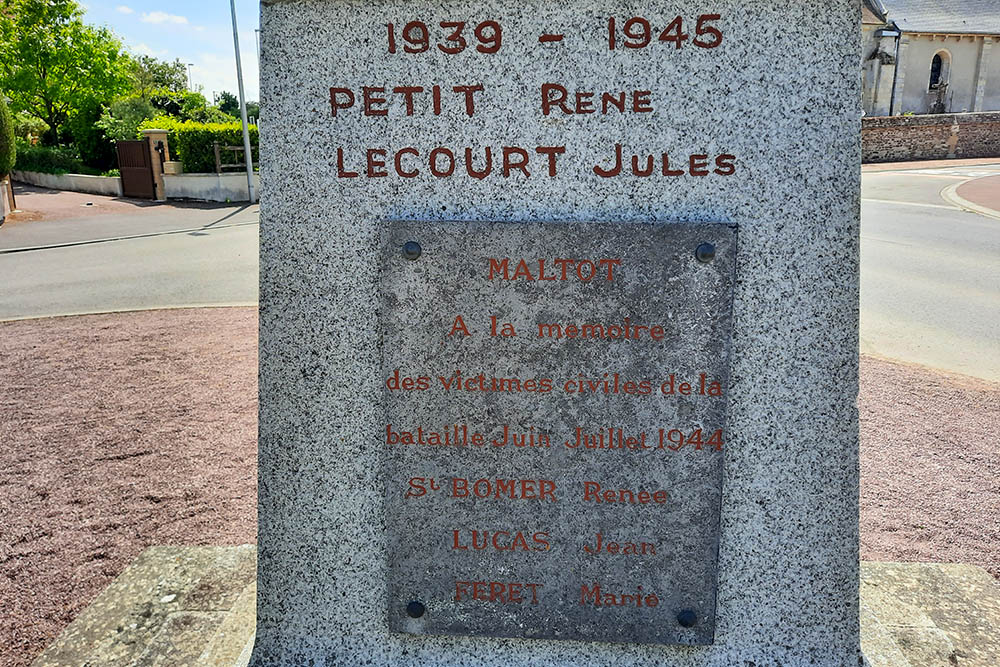 1939 - 1945
PETIT RENE
LECOURT JULES
MALTOT
A la memoire
des victimes civiles de la
bataille Juin Juillet 1944
St BOMER Renée
LUCAS Jean
FERET Marie